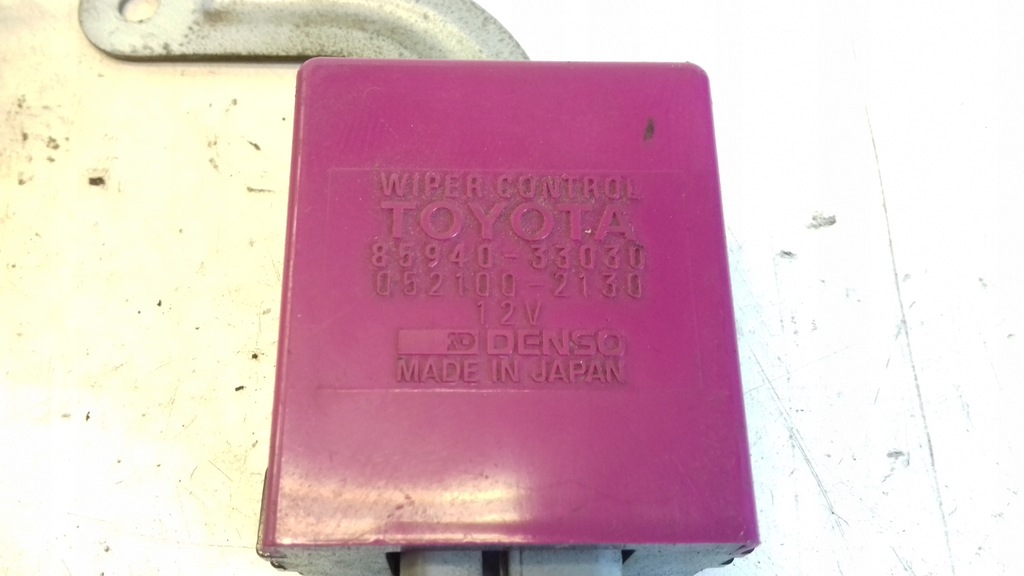 WIPER CONTROL
TOYOTA
85940-33030
052100-2130
12V
DENSO
MADE IN JAPAN